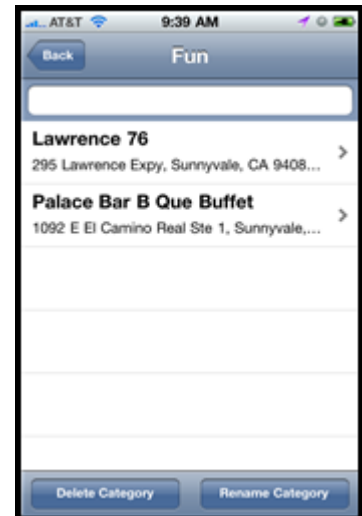 AT&T 9:39 AM
Back Fun
Lawrence 76
295 Lawrence Expy, Sunnyvale, CA 9408...
Palace Bar B Que Buffet
1092 E El Camino Real Ste 1, Sunnyvale,...
Delete Category Rename Category